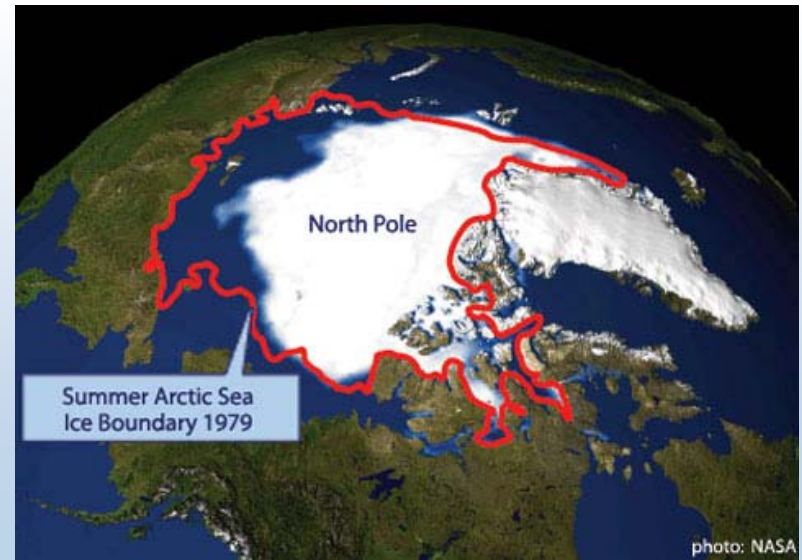 North Pole
Summer Arctic Sea
Ice Boundary 1979
photo: NASA